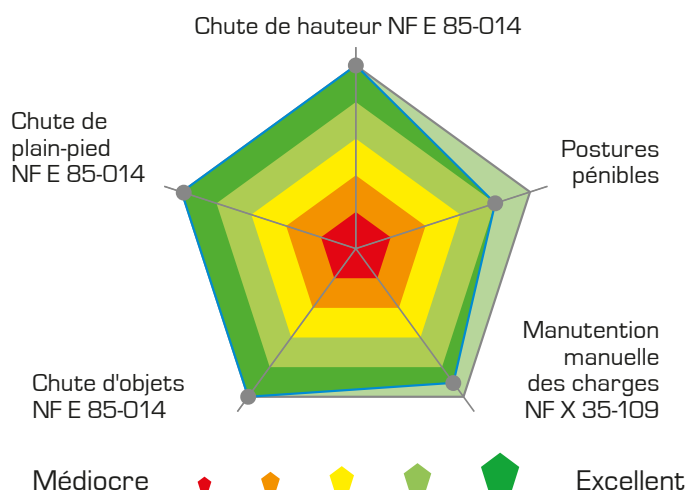 Chute de hauteur NF E 85-014
Chute de
plain-pied
NF E 85-014
Postures
pénibles
Manutention
manuelle
des charges
NF X 35-109
Chute d'objets
NF E 85-014
Médiocre
Excellent